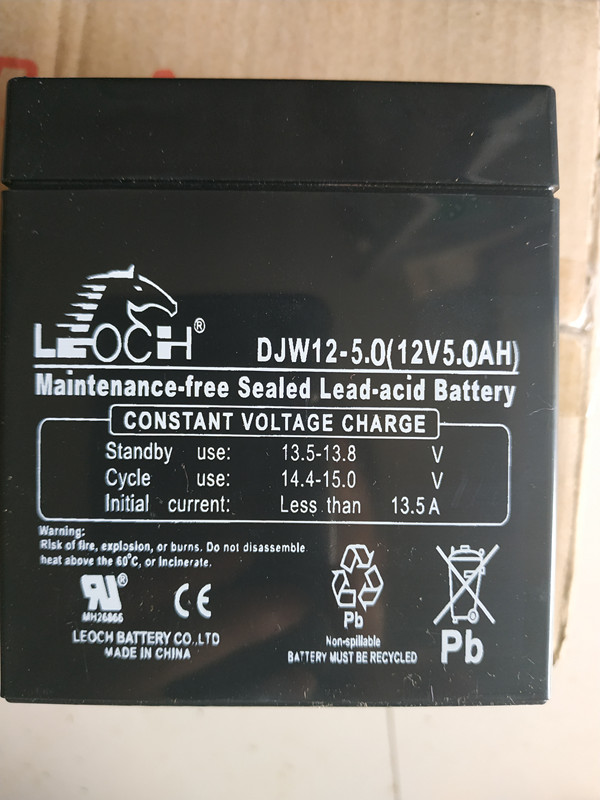 LEOCH®
DJW12-5.0(12V5.0AH)
Maintenance-free Sealed Lead-acid Battery
CONSTANT VOLTAGE CHARGE
Standby use: 13.5-13.8 V
Cycle use: 14.4-15.0 V
Initial current: Less than 13.5A
Warning:
Risk of fire, explosion, or burns. Do not disassemble
heat above the 60°C, or incinerate.
RU®
MH26866
CE
Pb
LEOCH BATTERY CO.,LTD
MADE IN CHINA
Non-spillable
BATTERY MUST BE RECYCLED
Pb